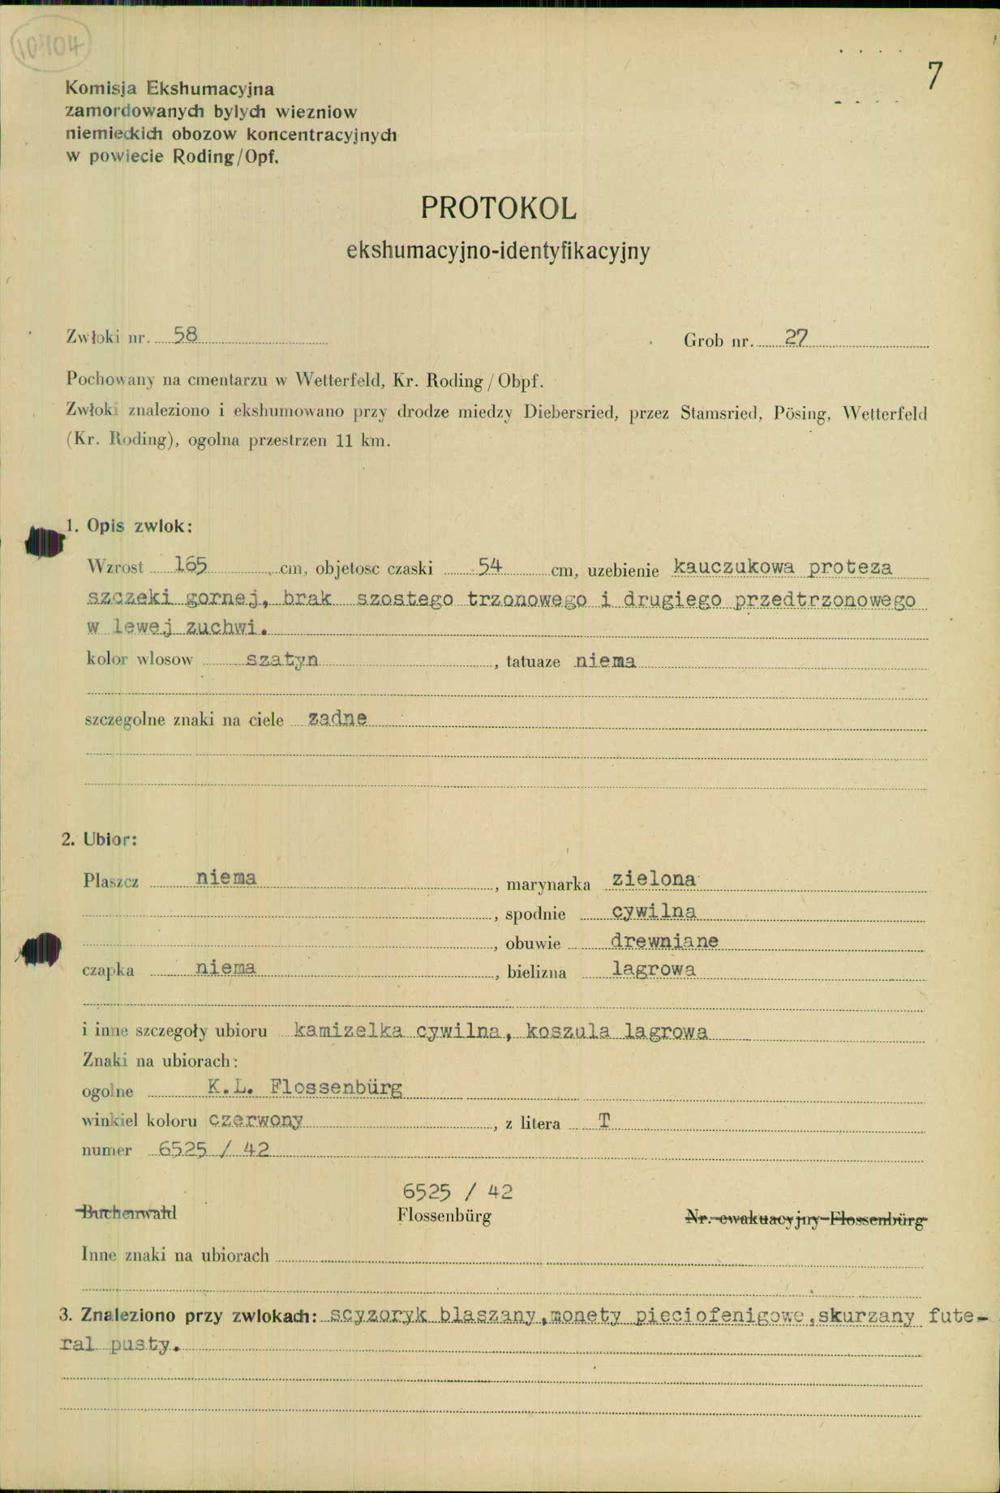 10104
7
Komisja Ekshumacyjna
zamordowanych bylych wiezniow
niemieckich obozow koncentracyjnych
w powiecie Roding/Opf.
PROTOKOL
ekshumacyjno-identyfikacyjny
Zwłoki nr. 58 Grob nr. 27
Pochowany na cmentarzu w Wetterfeld, Kr. Roding / Obpf.
Zwłoki znaleziono i ekshumowano przy drodze miedzy Diebersried, przez Stamsried, Pösing, Wetterfeld
(Kr. Roding), ogolna przestrzen 11 km.
1. Opis zwlok:
Wzrost 165 cm, objetosc czaski 54 cm, uzebienie kauczukowa proteza
szczeki gornej, brak szostego trzonowego i drugiego przedtrzonowego
w lewej zuchwi.
kolor wlosow szatyn, tatuaze niema
szczegolne znaki na ciele zadne
2. Ubior:
Plaszcz niema, marynarka zielona
, spodnie cywilna
, obuwie drewniane
czapka niema, bielizna lagrowa
i inne szczegoły ubioru kamizelka cywilna, koszula lagrowa
Znaki na ubiorach:
ogolne K.L. Flossenbürg
winkiel koloru czerwony, z litera T
numer 6525 / 42
6525 / 42
Buchenwald Flossenbürg Nr. ewakuacyjny Flossenbürg
Inne znaki na ubiorach
3. Znaleziono przy zwlokach: scyzoryk blaszany, monety pieciofenigowe, skurzany fute-
ral pusty.